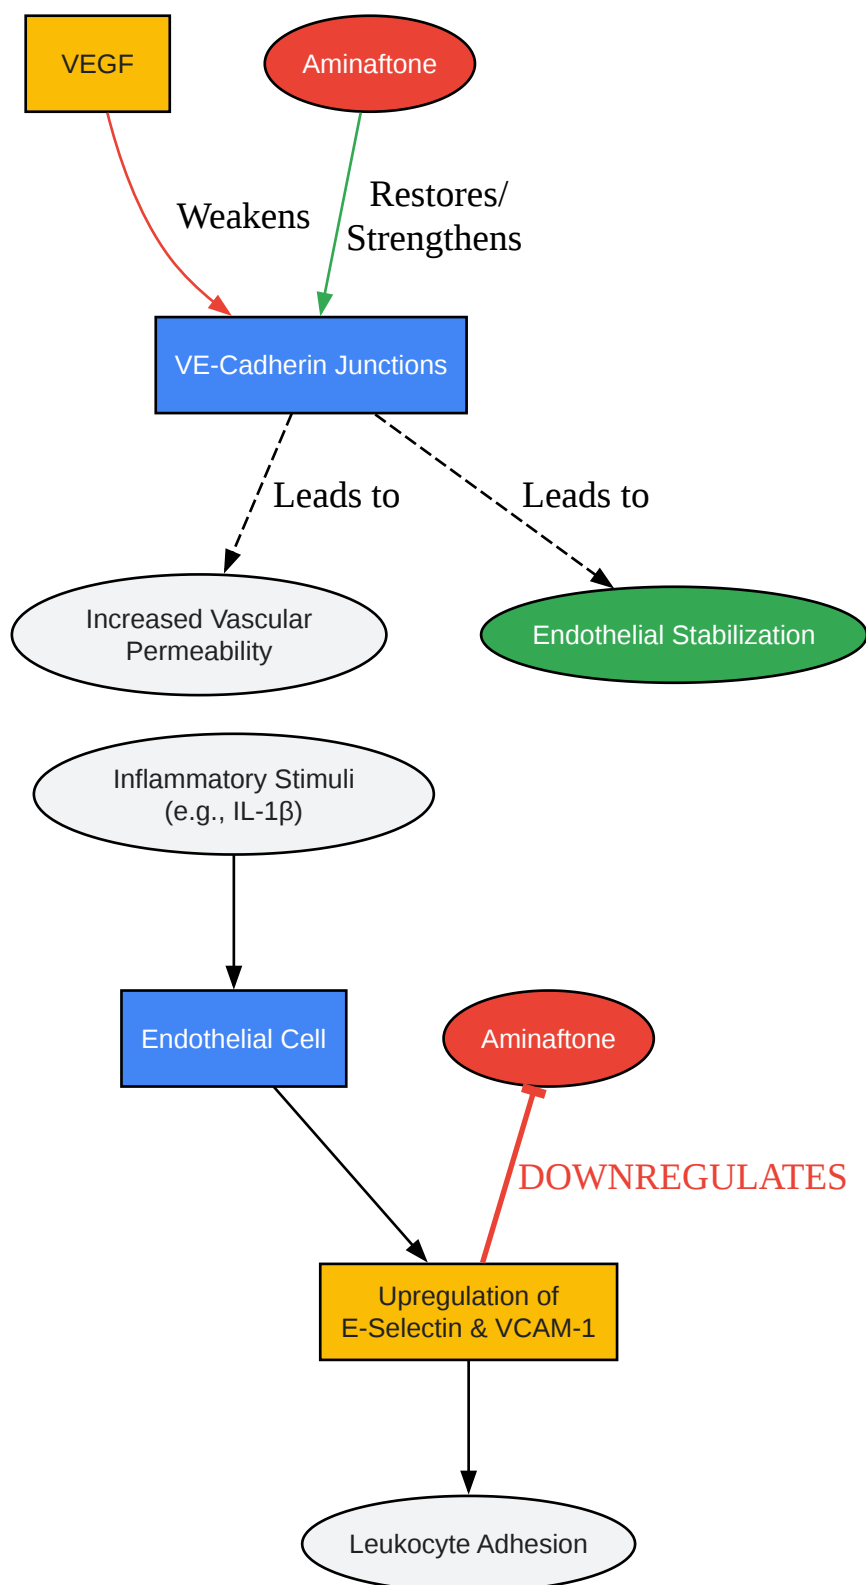 VEGF
Aminaftone
Weakens
Restores/
Strengthens
VE-Cadherin Junctions
Leads to
Leads to
Increased Vascular
Permeability
Endothelial Stabilization
Inflammatory Stimuli
(e.g., IL-1β)
Endothelial Cell
Aminaftone
DOWNREGULATES
Upregulation of
E-Selectin & VCAM-1
Leukocyte Adhesion